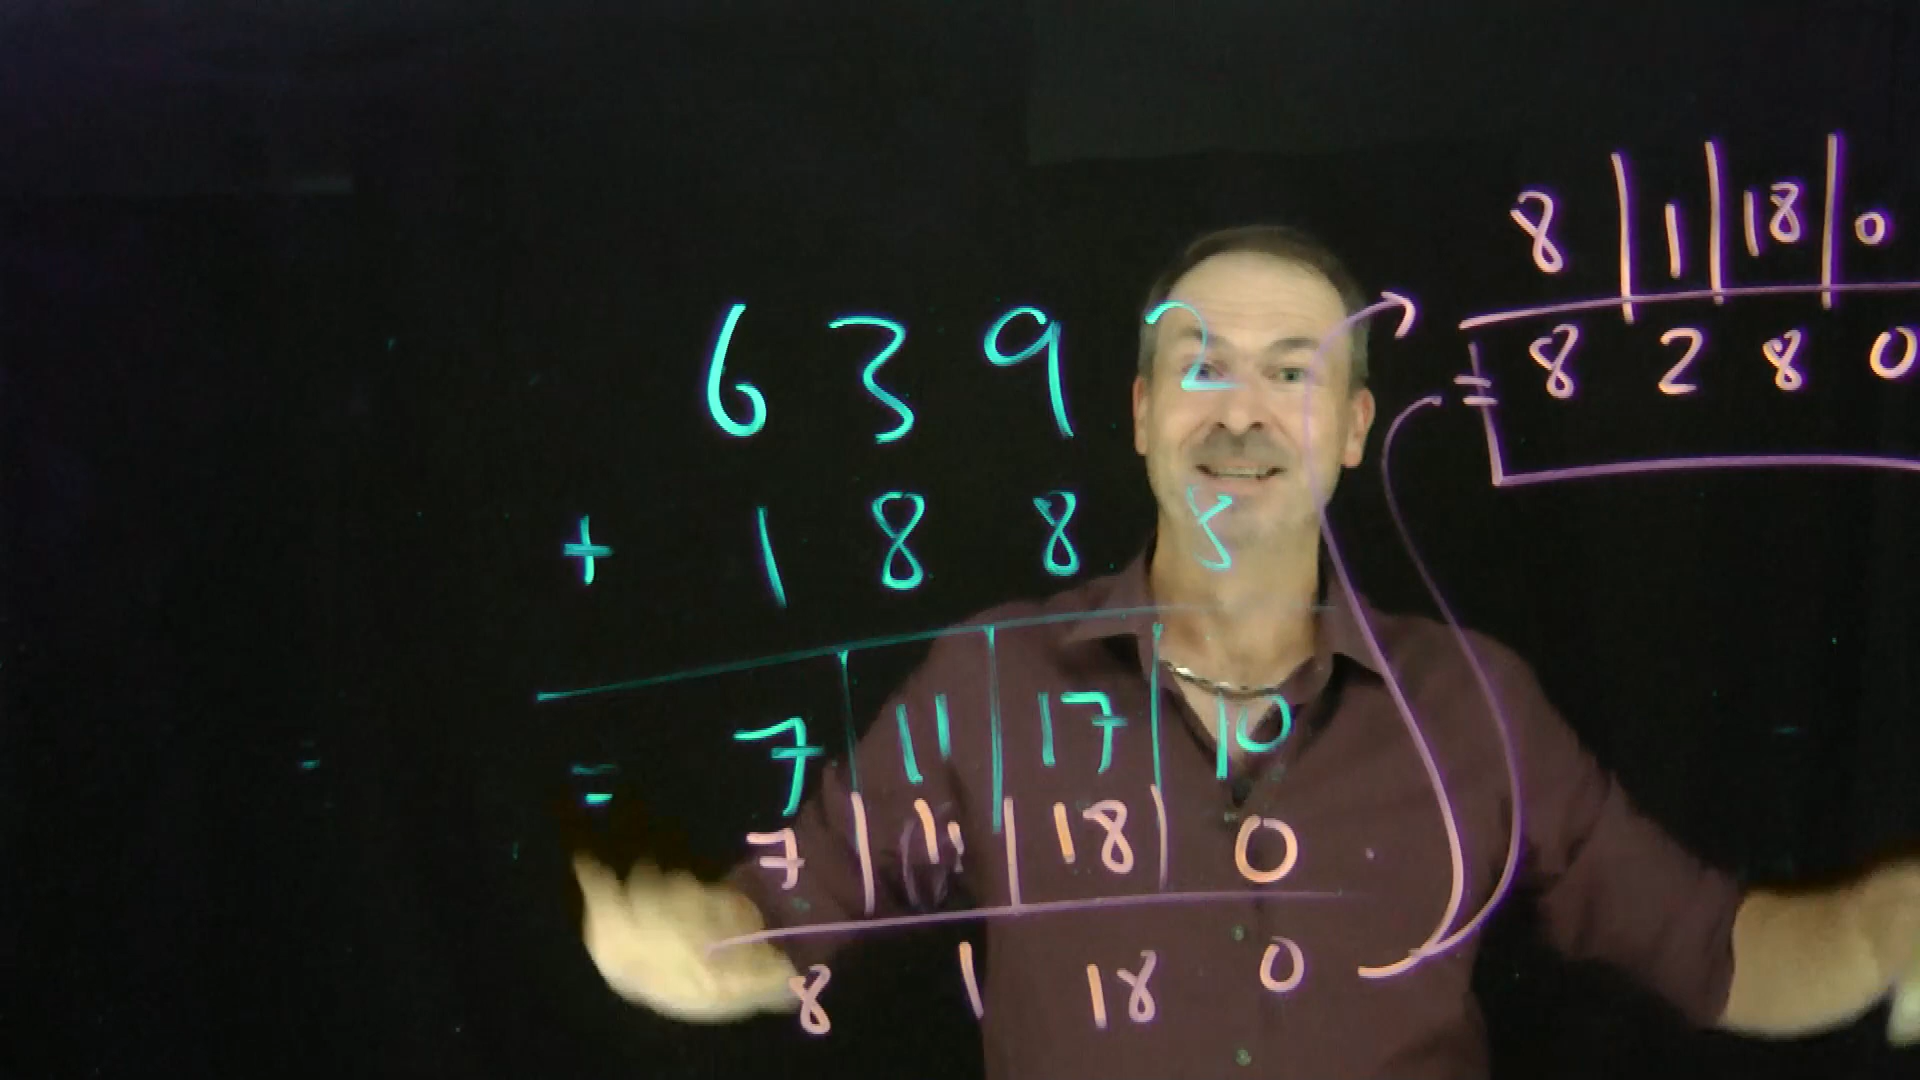 6 3 9 2
+ 1 8 8 8
= 7 | 11 | 17 | 10
7 | 11 | 18 | 0
8 1 18 0
8 | 1 | 18 | 0
= 8 2 8 0